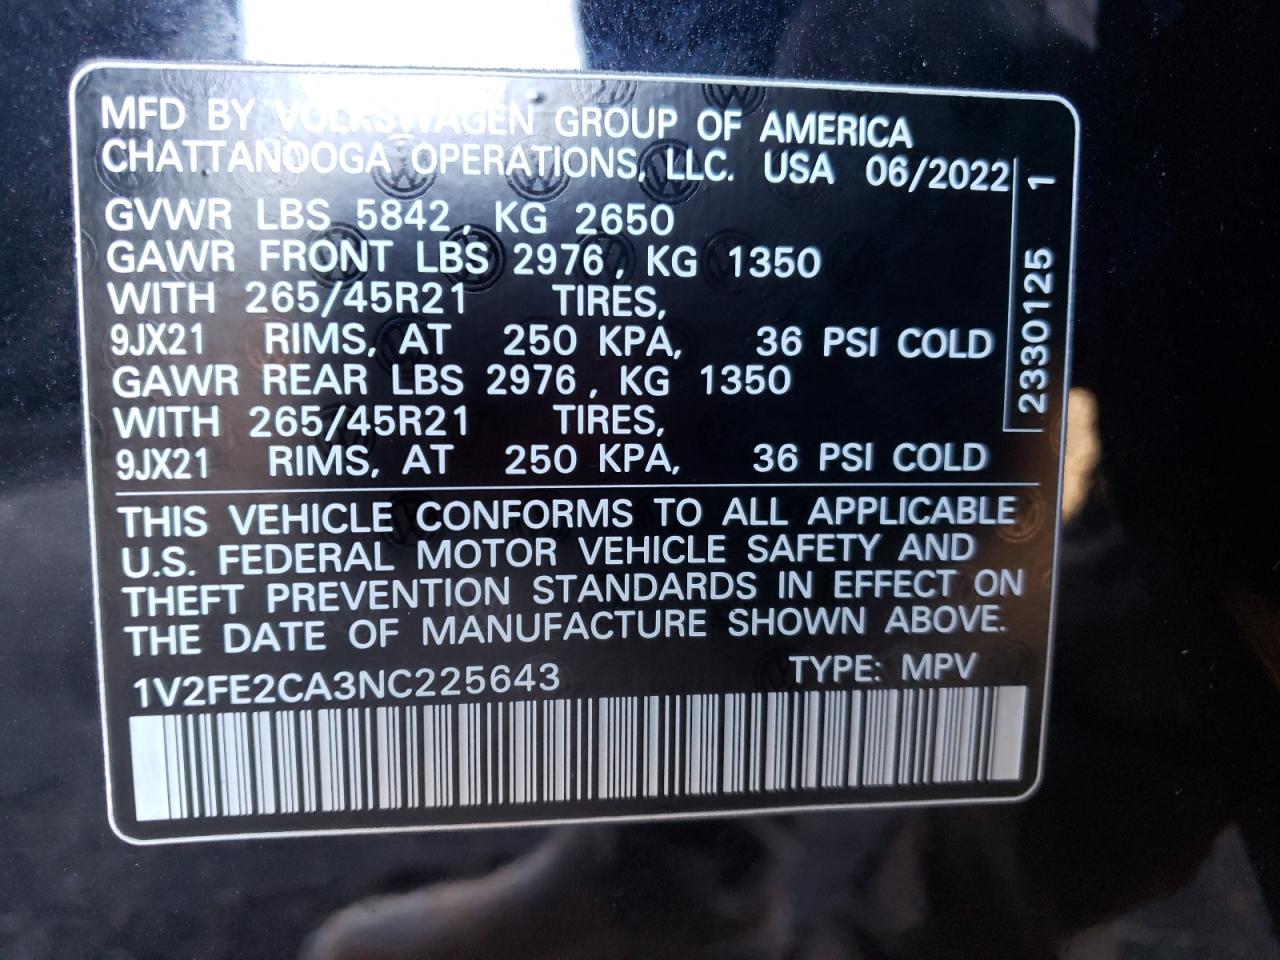 MFD BY VOLKSWAGEN GROUP OF AMERICA
CHATTANOOGA OPERATIONS, LLC. USA 06/2022
GVWR LBS 5842, KG 2650
GAWR FRONT LBS 2976, KG 1350
WITH 265/45R21 TIRES,
9JX21 RIMS, AT 250 KPA, 36 PSI COLD
GAWR REAR LBS 2976, KG 1350
WITH 265/45R21 TIRES,
9JX21 RIMS, AT 250 KPA, 36 PSI COLD
2330125 1
THIS VEHICLE CONFORMS TO ALL APPLICABLE
U.S. FEDERAL MOTOR VEHICLE SAFETY AND
THEFT PREVENTION STANDARDS IN EFFECT ON
THE DATE OF MANUFACTURE SHOWN ABOVE.
1V2FE2CA3NC225643 TYPE: MPV